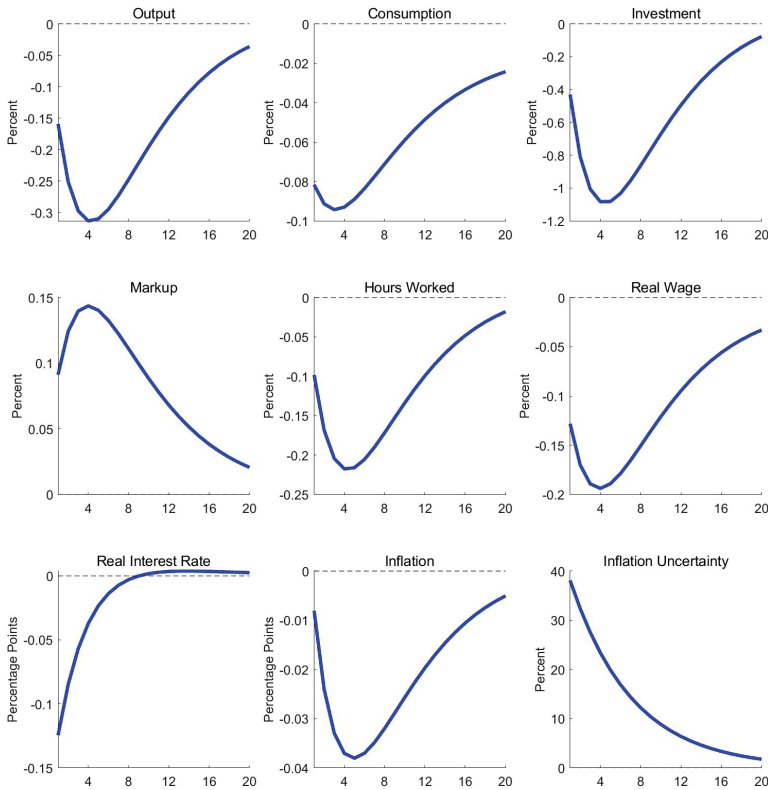 Output
Percent
0
-0.05
-0.1
-0.15
-0.2
-0.25
-0.3
4 8 12 16 20
Consumption
Percent
0
-0.02
-0.04
-0.06
-0.08
-0.1
4 8 12 16 20
Investment
Percent
0
-0.2
-0.4
-0.6
-0.8
-1
-1.2
4 8 12 16 20
Markup
Percent
0.15
0.1
0.05
0
4 8 12 16 20
Hours Worked
Percent
0
-0.05
-0.1
-0.15
-0.2
-0.25
4 8 12 16 20
Real Wage
Percent
0
-0.05
-0.1
-0.15
-0.2
4 8 12 16 20
Real Interest Rate
Percentage Points
0
-0.05
-0.1
-0.15
4 8 12 16 20
Inflation
Percentage Points
0
-0.01
-0.02
-0.03
-0.04
4 8 12 16 20
Inflation Uncertainty
Percent
40
30
20
10
0
4 8 12 16 20